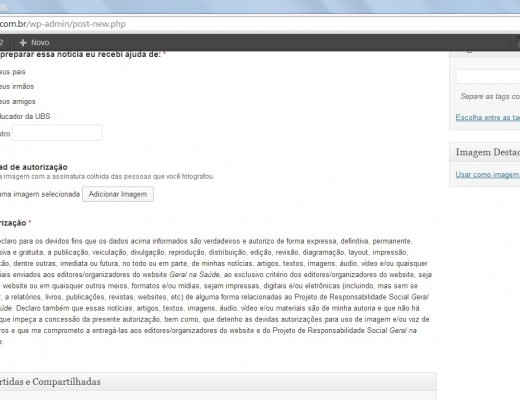 com.br/wp-admin/post-new.php
2 + Novo
preparar essa notícia eu recebi ajuda de: *
eus pais
eus irmãos
eus amigos
ducador da UBS
utro
Separe as tags co
Escolha entre as ta
ad de autorização
a imagem com a assinatura colhida das pessoas que você fotografou.
uma imagem selecionada Adicionar Imagem
Imagem Destac
Usar como imagem
rização *
eclaro para os devidos fins que os dados acima informados são verdadeiros e autorizo de forma expressa, definitiva, permanente,
siva e gratuita, a publicação, veiculação, divulgação, reprodução, distribuição, edição, revisão, diagramação, layout, impressão,
ção, dentre outras, imediata ou futura, no todo ou em parte, de minhas notícias, artigos, textos, imagens, áudio, vídeo e/ou quaisquer
iais enviados aos editores/organizadores do website Geral na Saúde, ao exclusivo critério dos editores/organizadores do website, seja
website ou em quaisquer outros meios, formatos e/ou mídias, sejam impressas, digitais e/ou eletrônicas (incluindo, mas sem se
r, a relatórios, livros, publicações, revistas, websites, etc) de alguma forma relacionadas ao Projeto de Responsabilidade Social Geral
aúde. Declaro também que essas notícias, artigos, textos, imagens, áudio, vídeo e/ou materiais são de minha autoria e que não há
que impeça a concessão da presente autorização, bem como, que detenho as devidas autorizações para uso de imagem e/ou voz de
ros e que me comprometo a entregá-las aos editores/organizadores do website e do Projeto de Responsabilidade Social Geral na
e.
rtidas e Compartilhadas